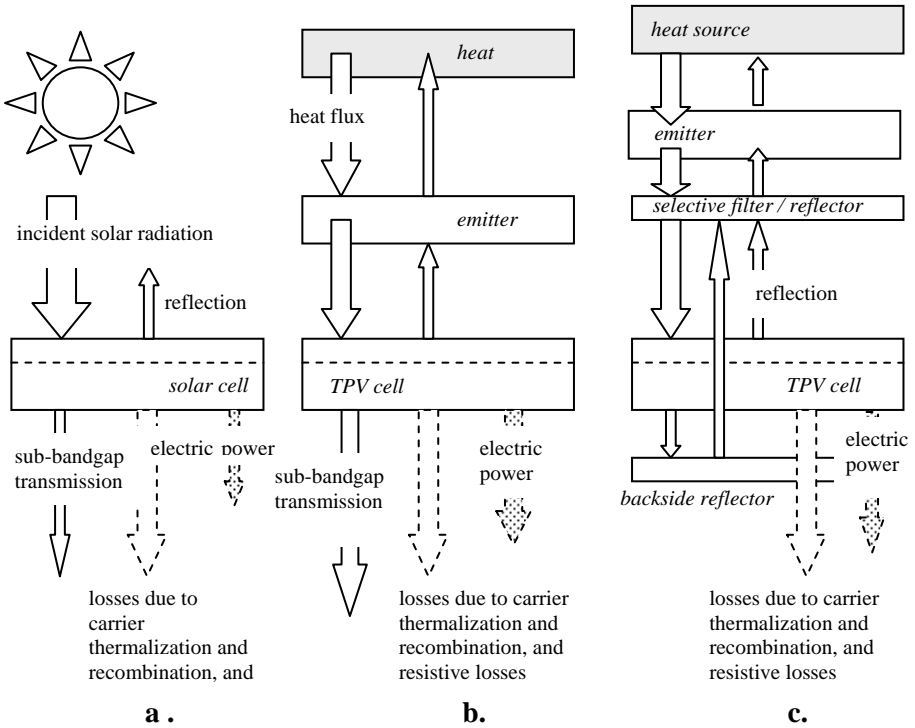 incident solar radiation
reflection
solar cell
sub-bandgap
transmission
electric power
losses due to
carrier
thermalization and
recombination, and
a .
heat
heat flux
emitter
TPV cell
sub-bandgap
transmission
electric
power
losses due to carrier
thermalization and
recombination, and
resistive losses
b.
heat source
emitter
selective filter / reflector
reflection
TPV cell
electric
power
backside reflector
losses due to carrier
thermalization and
recombination, and
resistive losses
c.